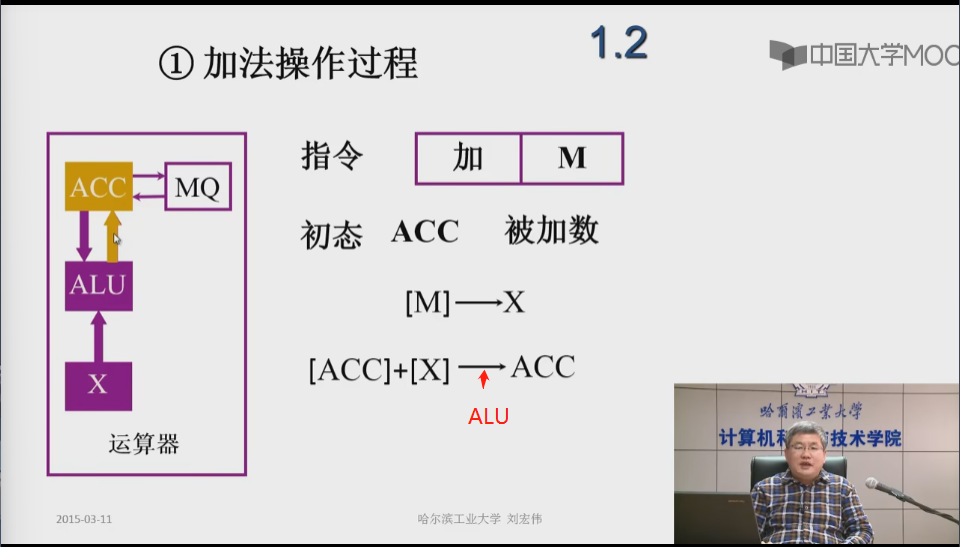 ① 加法操作过程
1.2
中国大学MOO
ACC
MQ
ALU
X
运算器
指令 加 M
初态 ACC 被加数
[M]→X
[ACC]+[X]→ACC
ALU
哈尔滨工业大学
计算机科 技术学院
2015-03-11
哈尔滨工业大学 刘宏伟